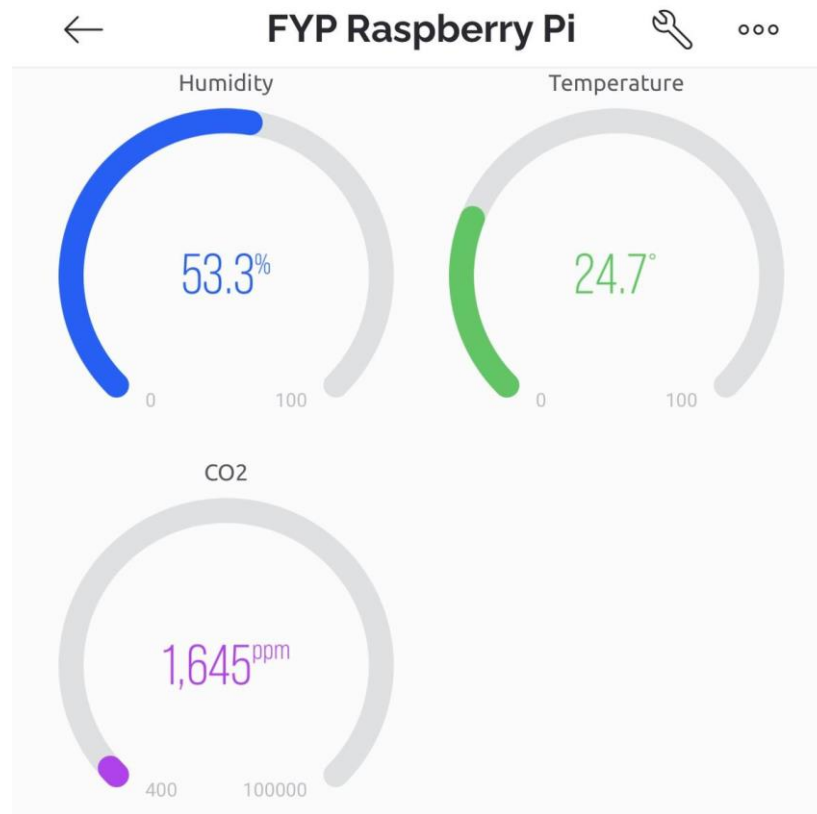 FYP Raspberry Pi
Humidity
53.3%
0 100
Temperature
24.7°
0 100
CO2
1,645ppm
400 100000